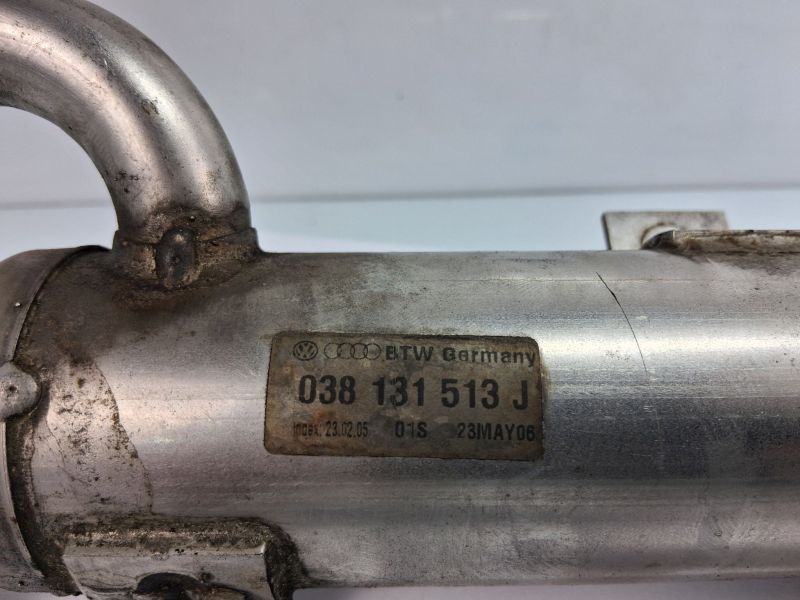 BTW Germany
038 131 513 J
Index. 23.02.05 01S 23MAY06